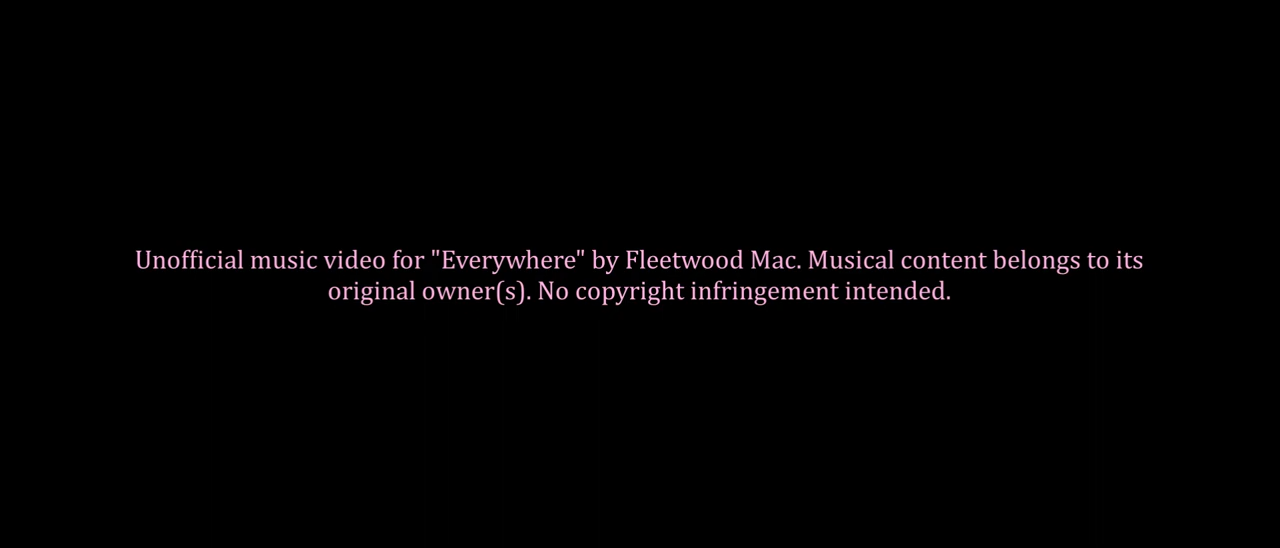 Unofficial music video for "Everywhere" by Fleetwood Mac. Musical content belongs to its
original owner(s). No copyright infringement intended.